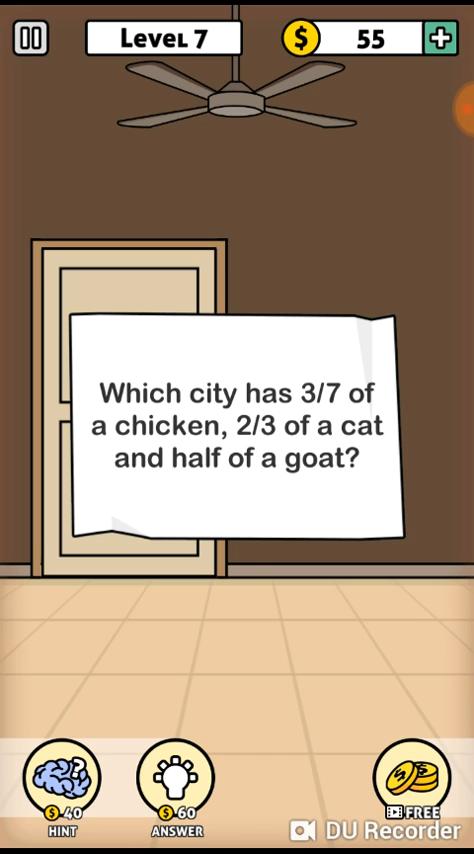 Level 7
$ 55 +
Which city has 3/7 of
a chicken, 2/3 of a cat
and half of a goat?
?
$ 40
HINT
$ 60
ANSWER
$ $
FREE
DU Recorder